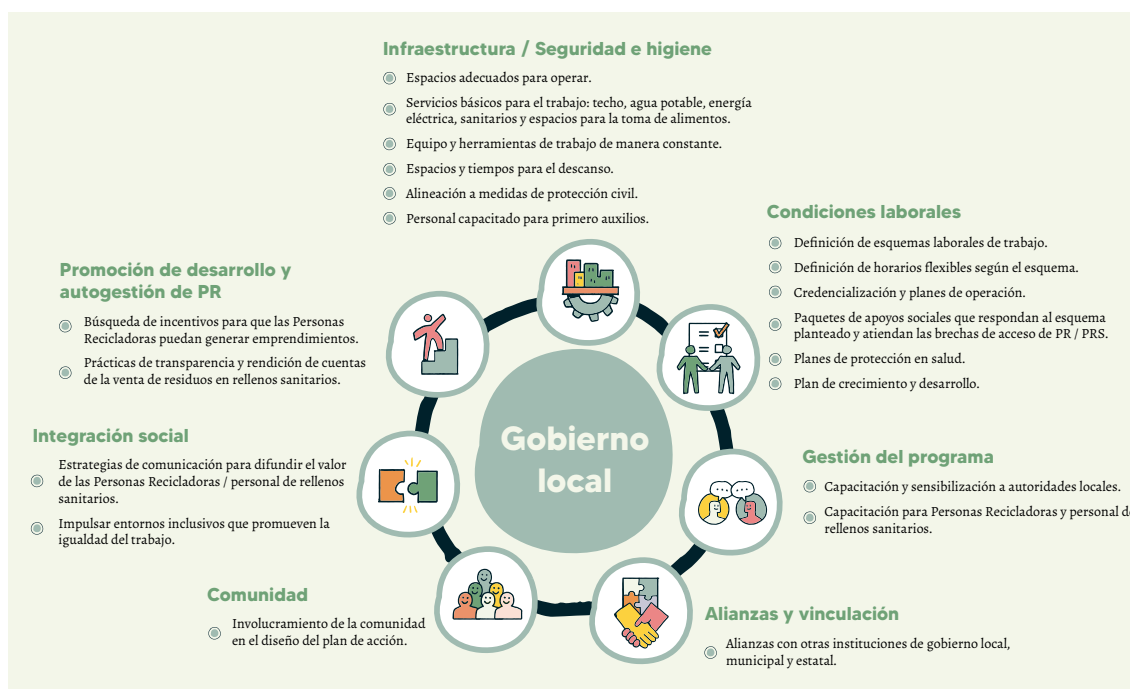 Infraestructura / Seguridad e higiene
Espacios adecuados para operar.
Servicios básicos para el trabajo: techo, agua potable, energía
eléctrica, sanitarios y espacios para la toma de alimentos.
Equipo y herramientas de trabajo de manera constante.
Espacios y tiempos para el descanso.
Alineación a medidas de protección civil.
Personal capacitado para primero auxilios.
Condiciones laborales
Definición de esquemas laborales de trabajo.
Definición de horarios flexibles según el esquema.
Credencialización y planes de operación.
Paquetes de apoyos sociales que respondan al esquema
planteado y atiendan las brechas de acceso de PR / PRS.
Planes de protección en salud.
Plan de crecimiento y desarrollo.
Gestión del programa
Capacitación y sensibilización a autoridades locales.
Capacitación para Personas Recicladoras y personal
rellenos sanitarios.
Alianzas y vinculación
Alianzas con otras instituciones de gobierno local,
municipal y estatal.
Comunidad
Involucramiento de la comunidad
en el diseño del plan de acción.
Integración social
Estrategias de comunicación para difundir el valor
de las Personas Recicladoras / personal de rellenos
sanitarios.
Impulsar entornos inclusivos que promueven la
igualdad del trabajo.
Promoción de desarrollo y
autogestión de PR
Búsqueda de incentivos para que las Personas
Recicladoras puedan generar emprendimientos.
Prácticas de transparencia y rendición de cuentas
de la venta de residuos en rellenos sanitarios.
Gobierno
local